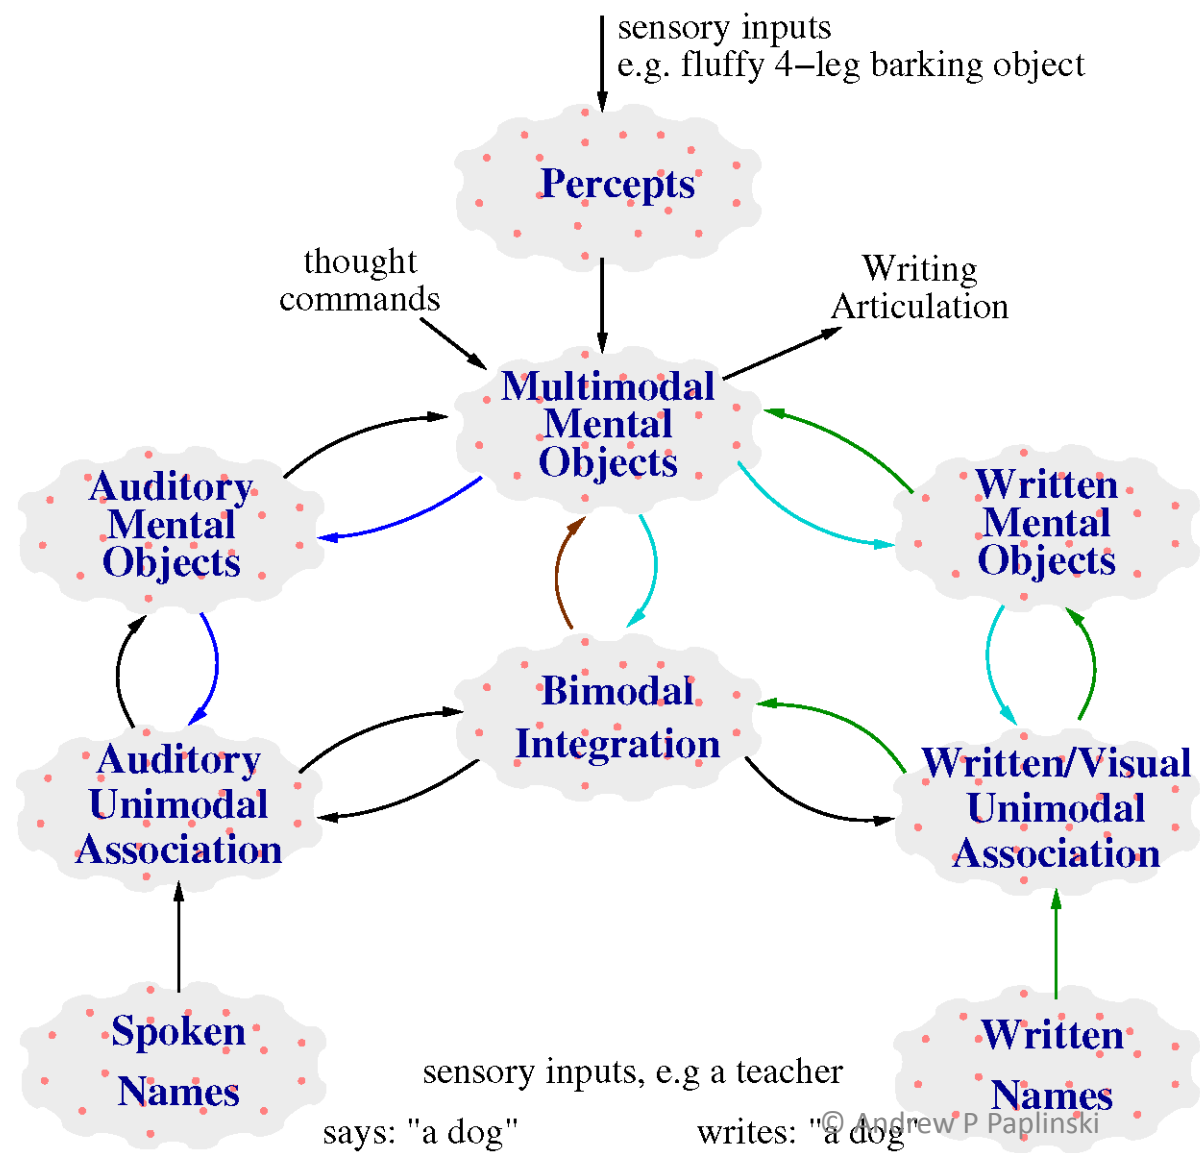 sensory inputs
e.g. fluffy 4−leg barking object
Percepts
thought
commands
Writing
Articulation
Multimodal
Mental
Objects
Auditory
Mental
Objects
Written
Mental
Objects
Bimodal
Integration
Auditory
Unimodal
Association
Written/Visual
Unimodal
Association
Spoken
Names
Written
Names
sensory inputs, e.g a teacher
says: "a dog"
writes: "a dog"
© Andrew P Paplinski